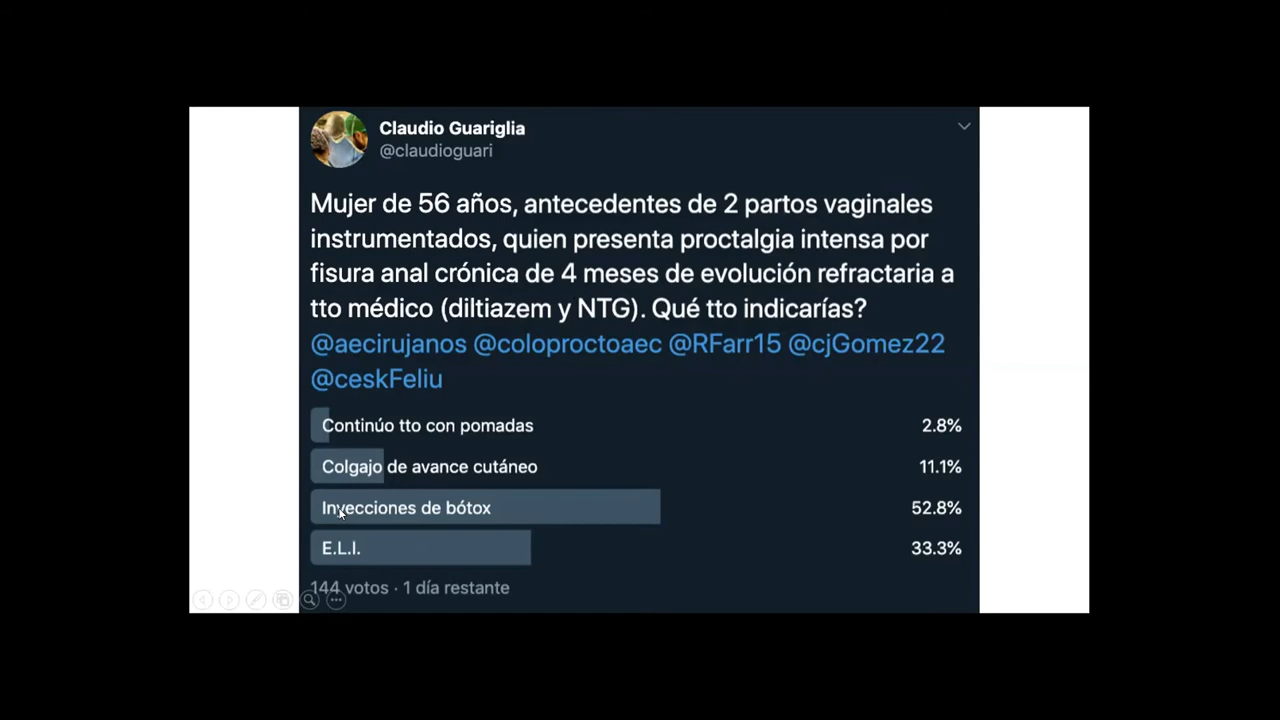 Claudio Guariglia
@claudioguari
Mujer de 56 años, antecedentes de 2 partos vaginales
instrumentados, quien presenta proctalgia intensa por
fisura anal crónica de 4 meses de evolución refractaria a
tto médico (diltiazem y NTG). Qué tto indicarías?
@aecirujanos @coloproctoaec @RFarr15 @cjGomez22
@ceskFeliu
Continúo tto con pomadas 2.8%
Colgajo de avance cutáneo 11.1%
Inyecciones de bótox 52.8%
E.L.I. 33.3%
144 votos · 1 día restante